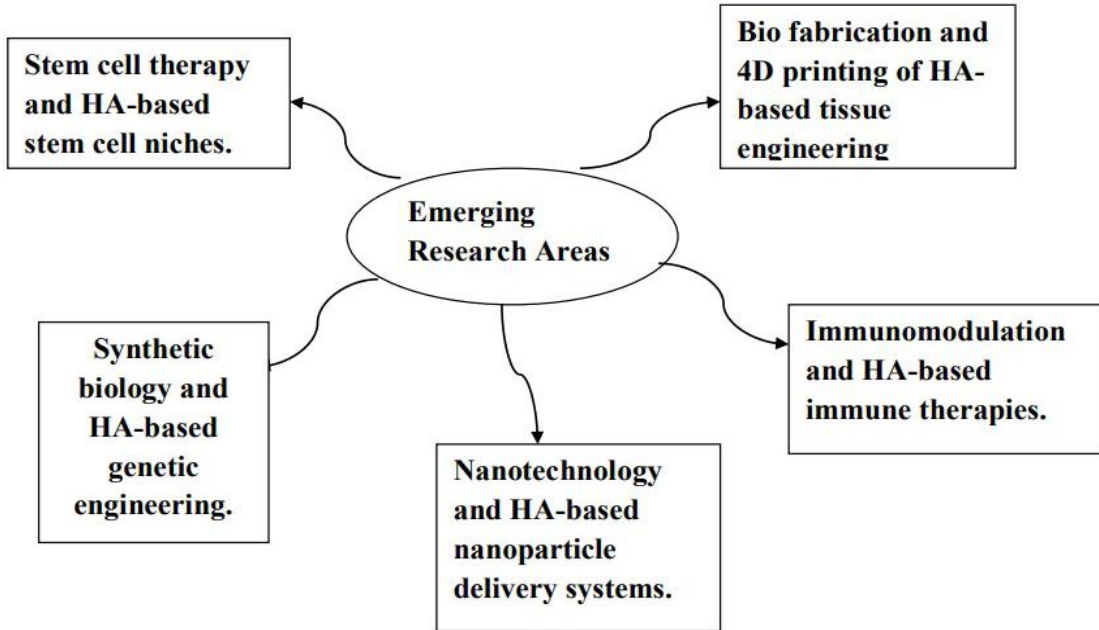 Stem cell therapy
and HA-based
stem cell niches.
Bio fabrication and
4D printing of HA-
based tissue
engineering
Emerging
Research Areas
Synthetic
biology and
HA-based
genetic
engineering.
Nanotechnology
and HA-based
nanoparticle
delivery systems.
Immunomodulation
and HA-based
immune therapies.